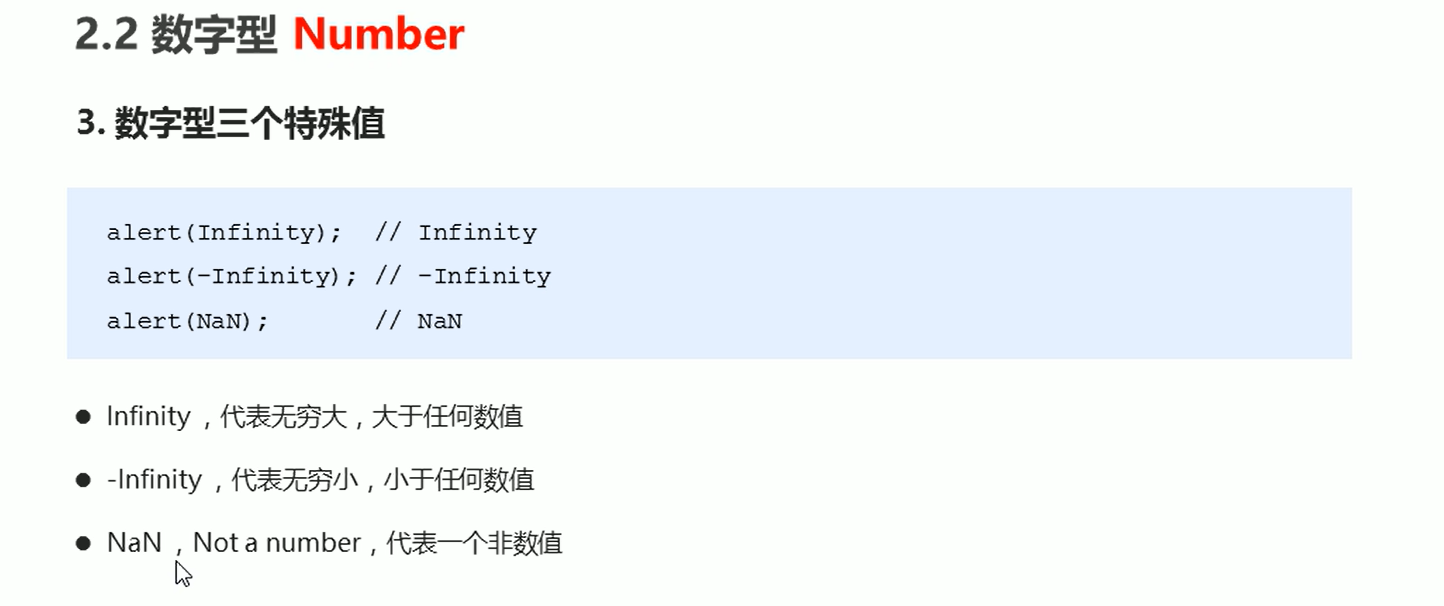 2.2 数字型 Number
3. 数字型三个特殊值
alert(Infinity);  // Infinity
alert(-Infinity); // -Infinity
alert(NaN);       // NaN
● Infinity ，代表无穷大，大于任何数值
● -Infinity ，代表无穷小，小于任何数值
● NaN ，Not a number，代表一个非数值